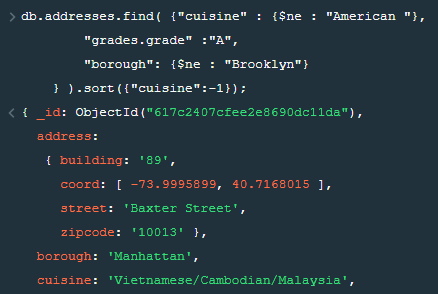 > db.addresses.find( {"cuisine" : {$ne : "American "},
"grades.grade" :"A",
"borough": {$ne : "Brooklyn"}
} ).sort({"cuisine":-1});
< { _id: ObjectId("617c2407cfee2e8690dc11da"),
address:
{ building: '89',
coord: [ -73.9995899, 40.7168015 ],
street: 'Baxter Street',
zipcode: '10013' },
borough: 'Manhattan',
cuisine: 'Vietnamese/Cambodian/Malaysia',